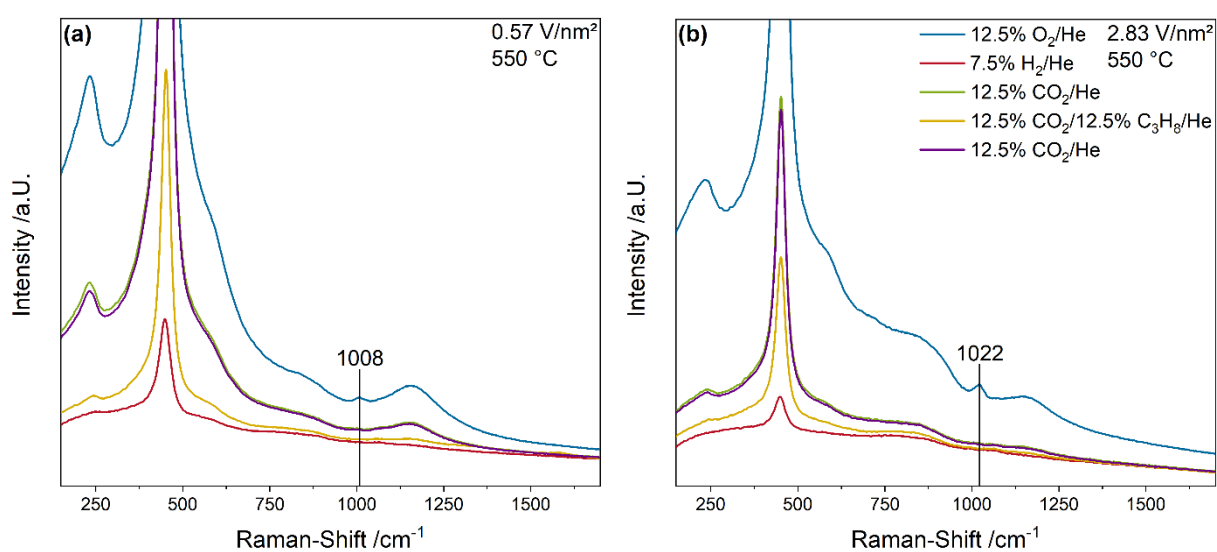 (a)
0.57 V/nm²
550 °C
1008
Intensity /a.U.
250 500 750 1000 1250 1500
Raman-Shift /cm⁻¹
(b)
12.5% O₂/He
2.83 V/nm²
7.5% H₂/He
550 °C
12.5% CO₂/He
12.5% CO₂/12.5% C₃H₈/He
12.5% CO₂/He
1022
Intensity /a.U.
250 500 750 1000 1250 1500
Raman-Shift /cm⁻¹